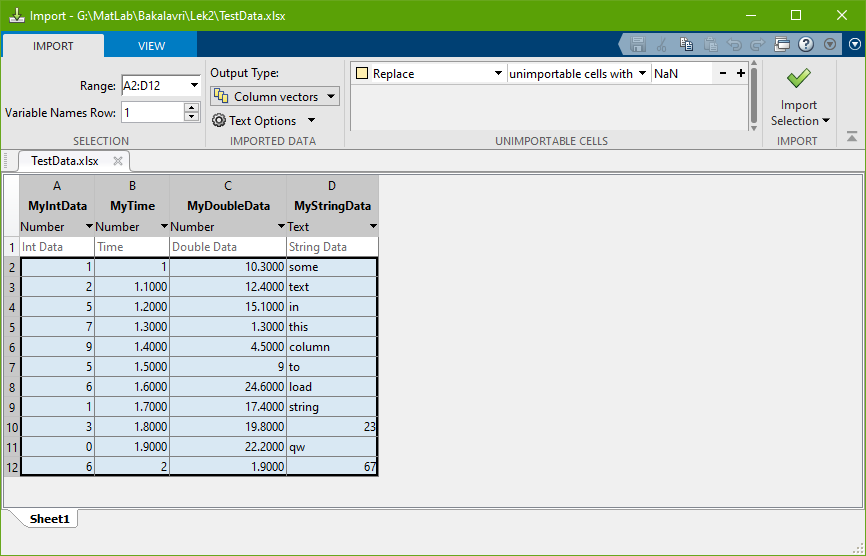 Import - G:\MatLab\Bakalavri\Lek2\TestData.xlsx
IMPORT VIEW
Range: A2:D12
Variable Names Row: 1
SELECTION
Output Type:
Column vectors
Text Options
IMPORTED DATA
Replace unimportable cells with NaN
UNIMPORTABLE CELLS
Import
Selection
IMPORT
TestData.xlsx
A B C D
MyIntData MyTime MyDoubleData MyStringData
Number Number Number Text
1 Int Data Time Double Data String Data
2 1 1 10.3000 some
3 2 1.1000 12.4000 text
4 5 1.2000 15.1000 in
5 7 1.3000 1.3000 this
6 9 1.4000 4.5000 column
7 5 1.5000 9 to
8 6 1.6000 24.6000 load
9 1 1.7000 17.4000 string
10 3 1.8000 19.8000 23
11 0 1.9000 22.2000 qw
12 6 2 1.9000 67
Sheet1